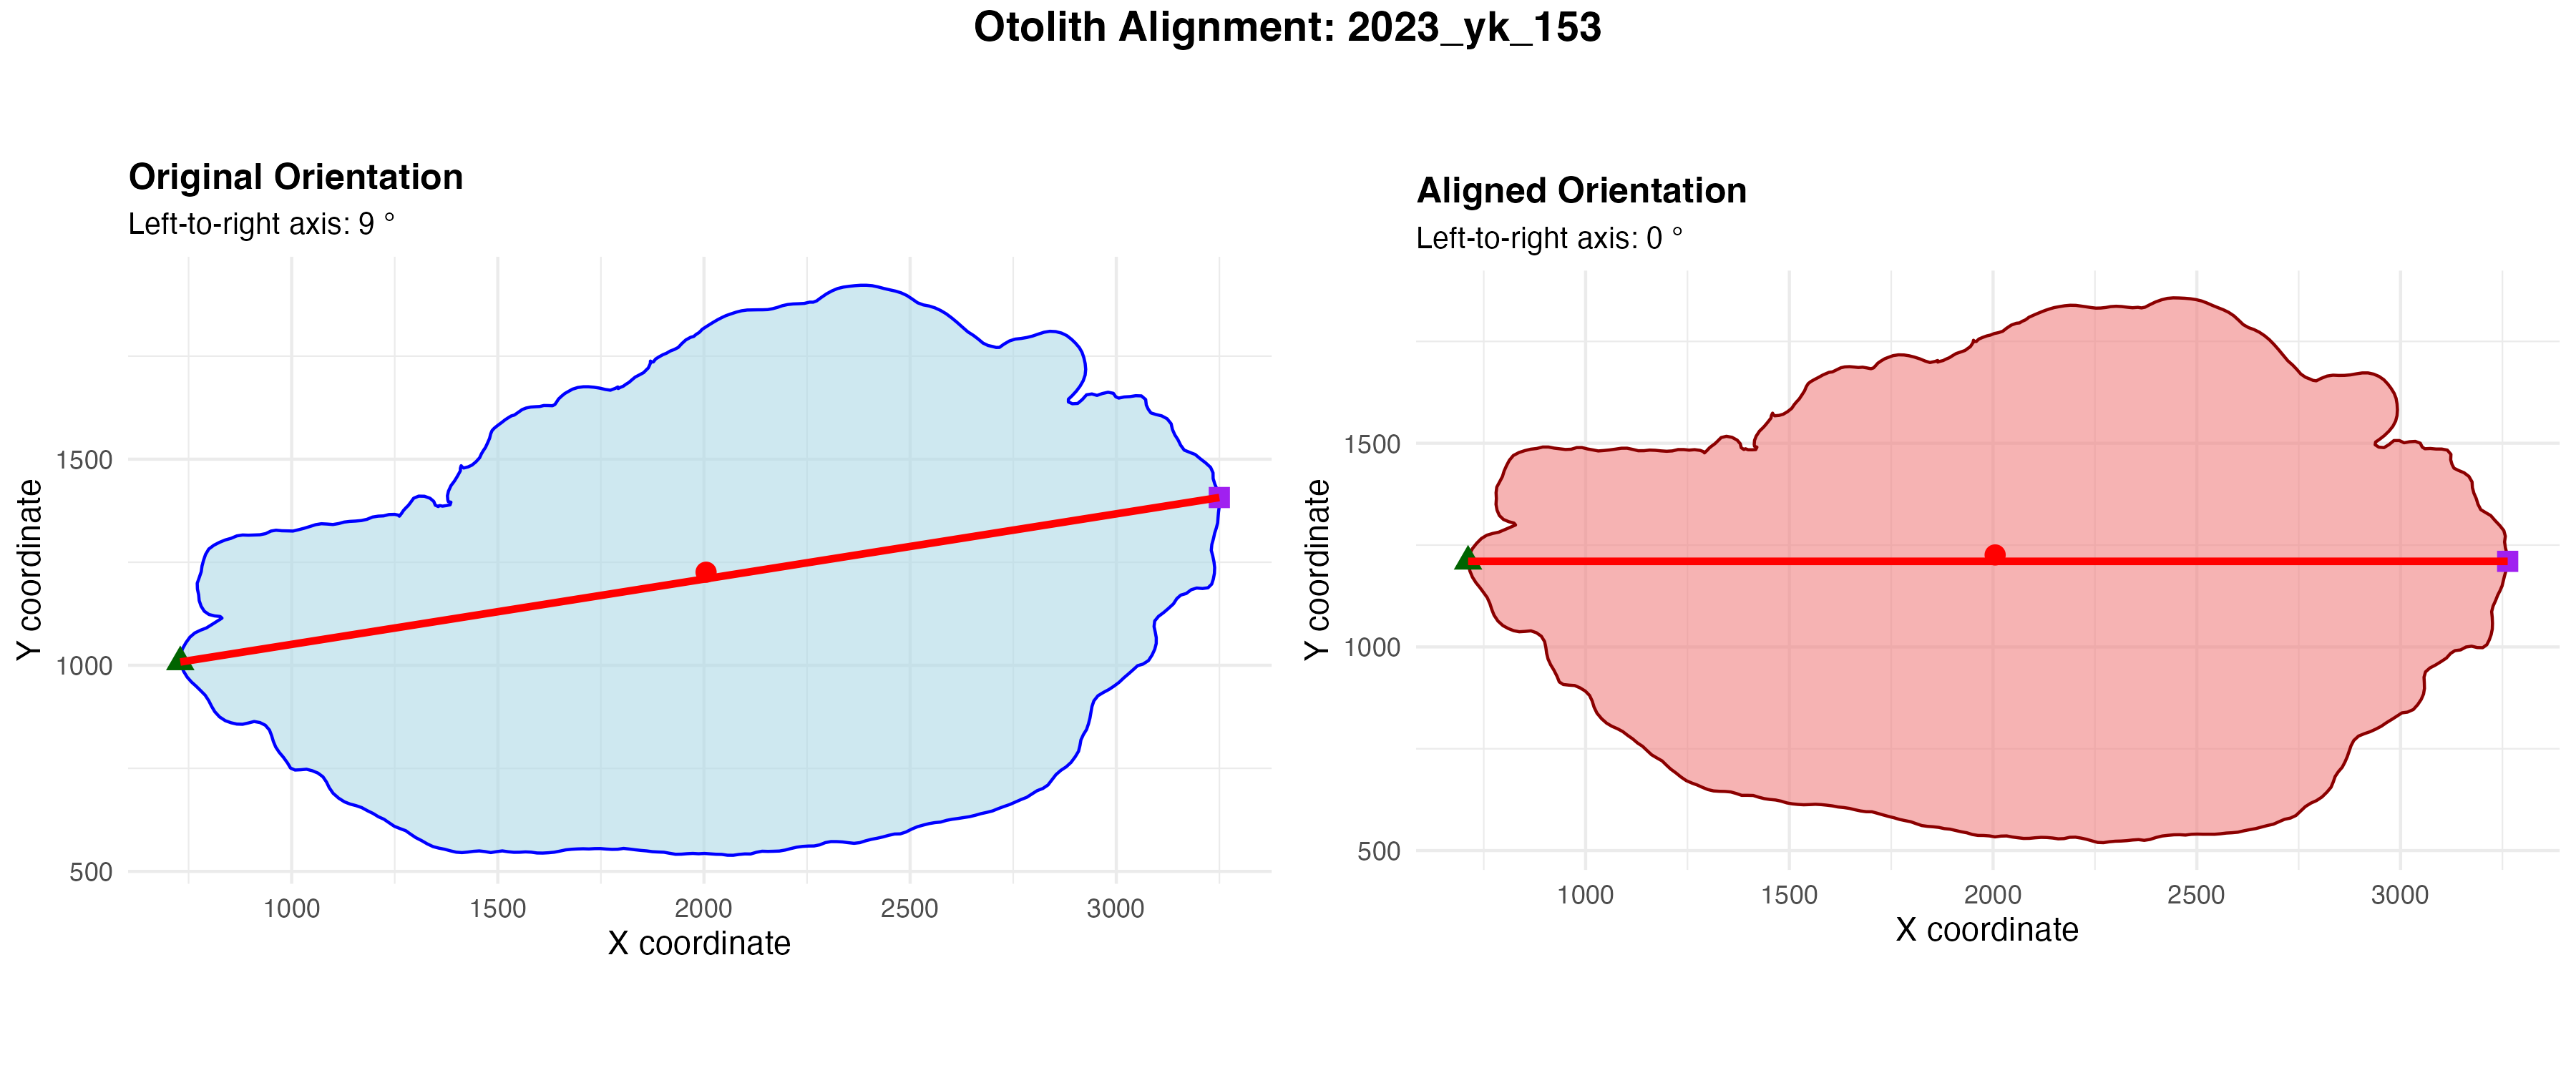 Otolith Alignment: 2023_yk_153
Original Orientation
Left-to-right axis: 9 °
Y coordinate
1500
1000
500
1000 1500 2000 2500 3000
X coordinate
Aligned Orientation
Left-to-right axis: 0 °
Y coordinate
1500
1000
500
1000 1500 2000 2500 3000
X coordinate